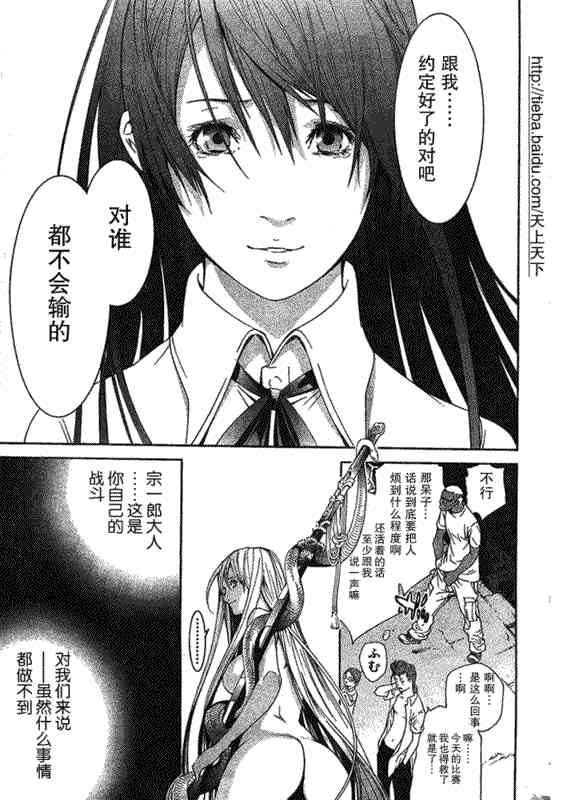 http://tieba.baidu.com/天上天下
跟我……
约定好了的对吧
对谁
都不会输的
不行
那呆子…
话说到底要把人
烦到什么程度啊
还活着的话
至少跟我
说一声嘛
ふむ
啊啊…
是这么回事
…啊
嘛……
今天的比赛
我也得救了
就是了…
………
宗一郎大人
……这是
你自己的
战斗
对我们来说
——虽然什么事情
都做不到